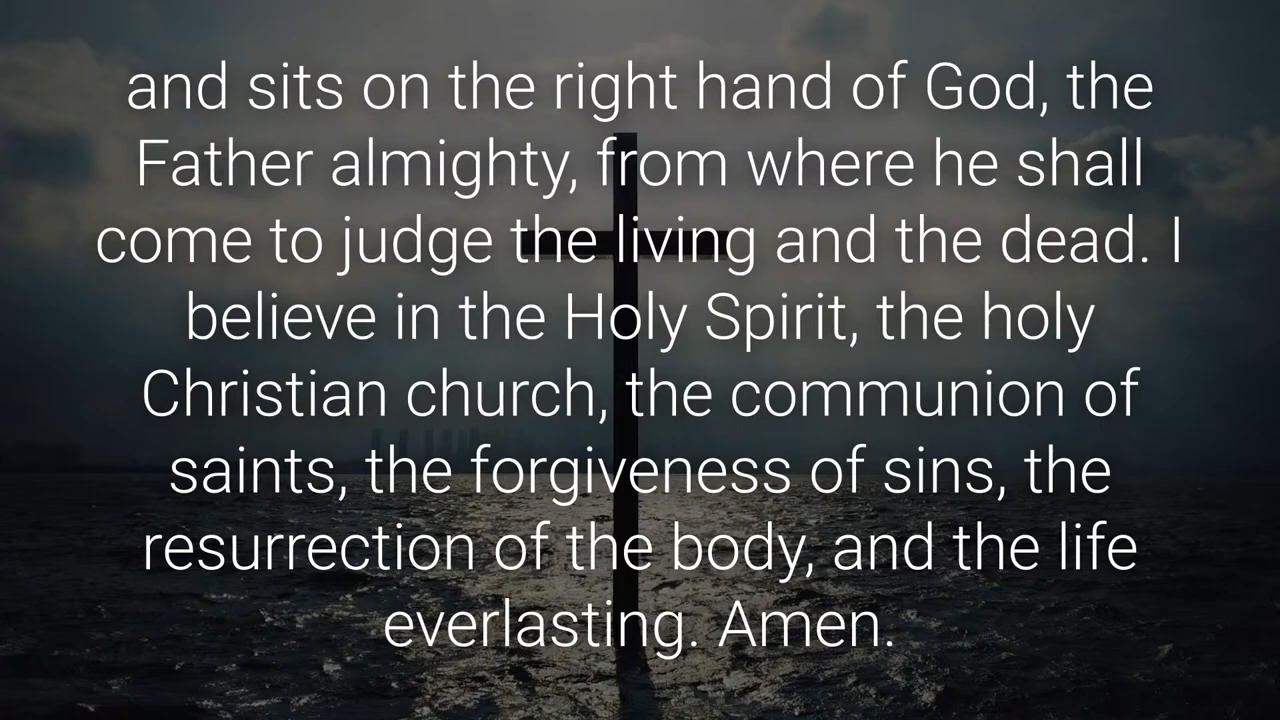 and sits on the right hand of God, the
Father almighty, from where he shall
come to judge the living and the dead. I
believe in the Holy Spirit, the holy
Christian church, the communion of
saints, the forgiveness of sins, the
resurrection of the body, and the life
everlasting. Amen.